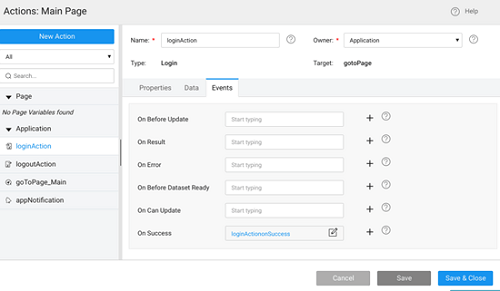 Actions: Main Page
Help
New Action
All
Search...
Page
No Page Variables found
Application
loginAction
logoutAction
goToPage_Main
appNotification
Name: * loginAction
Owner: * Application
Type: Login
Target: gotoPage
Properties Data Events
On Before Update Start typing
On Result Start typing
On Error Start typing
On Before Dataset Ready Start typing
On Can Update Start typing
On Success loginActiononSuccess
Cancel Save Save & Close